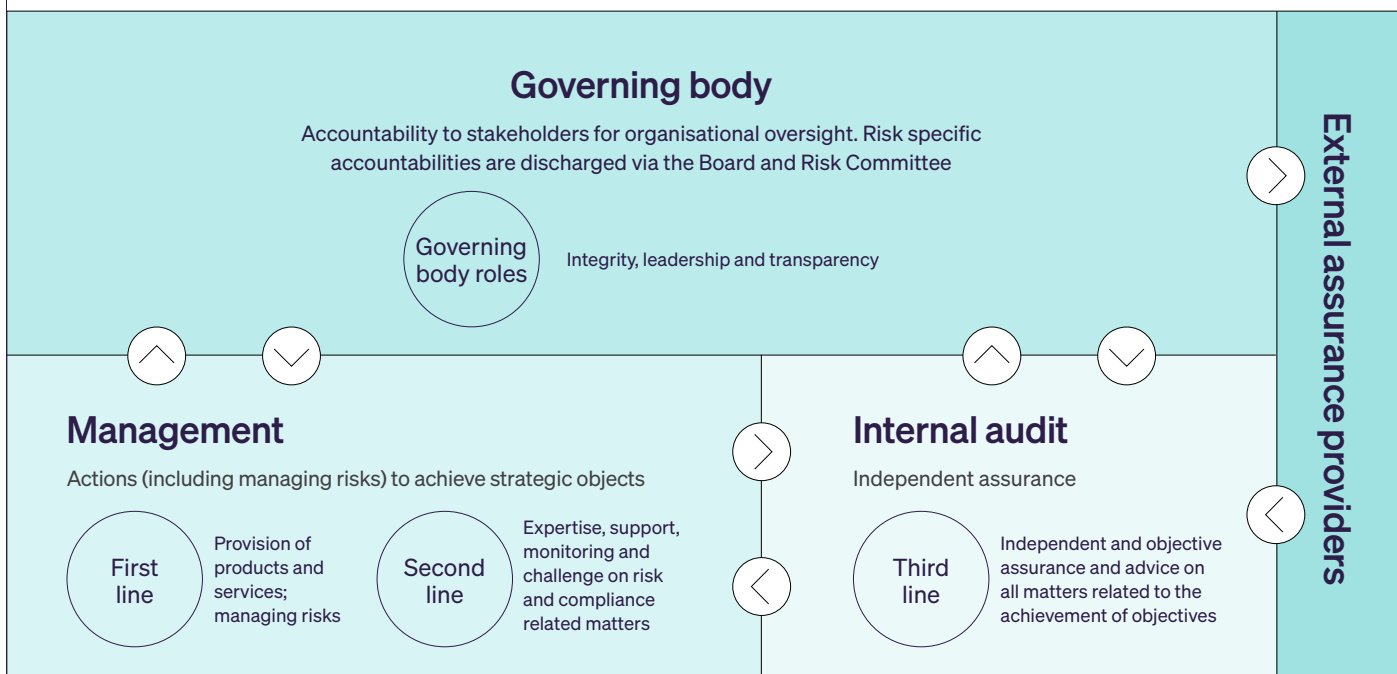 Governing body
Accountability to stakeholders for organisational oversight. Risk specific
accountabilities are discharged via the Board and Risk Committee
Governing
body roles
Integrity, leadership and transparency
Management
Actions (including managing risks) to achieve strategic objects
First
line
Provision of
products and
services;
managing risks
Second
line
Expertise, support,
monitoring and
challenge on risk
and compliance
related matters
Internal audit
Independent assurance
Third
line
Independent and objective
assurance and advice on
all matters related to the
achievement of objectives
External assurance providers